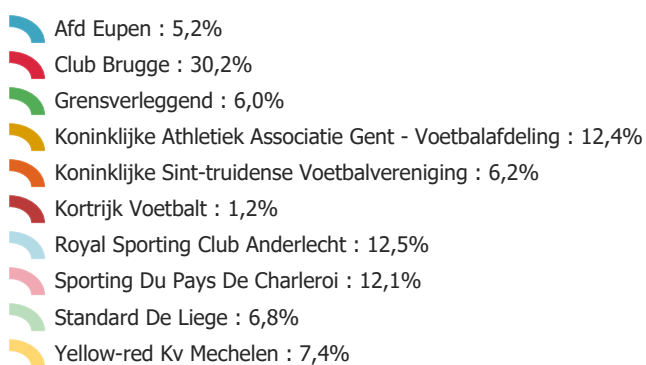 Afd Eupen : 5,2%
Club Brugge : 30,2%
Grensverleggend : 6,0%
Koninklijke Athletiek Associatie Gent - Voetbalafdeling : 12,4%
Koninklijke Sint-truidense Voetbalvereniging : 6,2%
Kortrijk Voetbalt : 1,2%
Royal Sporting Club Anderlecht : 12,5%
Sporting Du Pays De Charleroi : 12,1%
Standard De Liege : 6,8%
Yellow-red Kv Mechelen : 7,4%